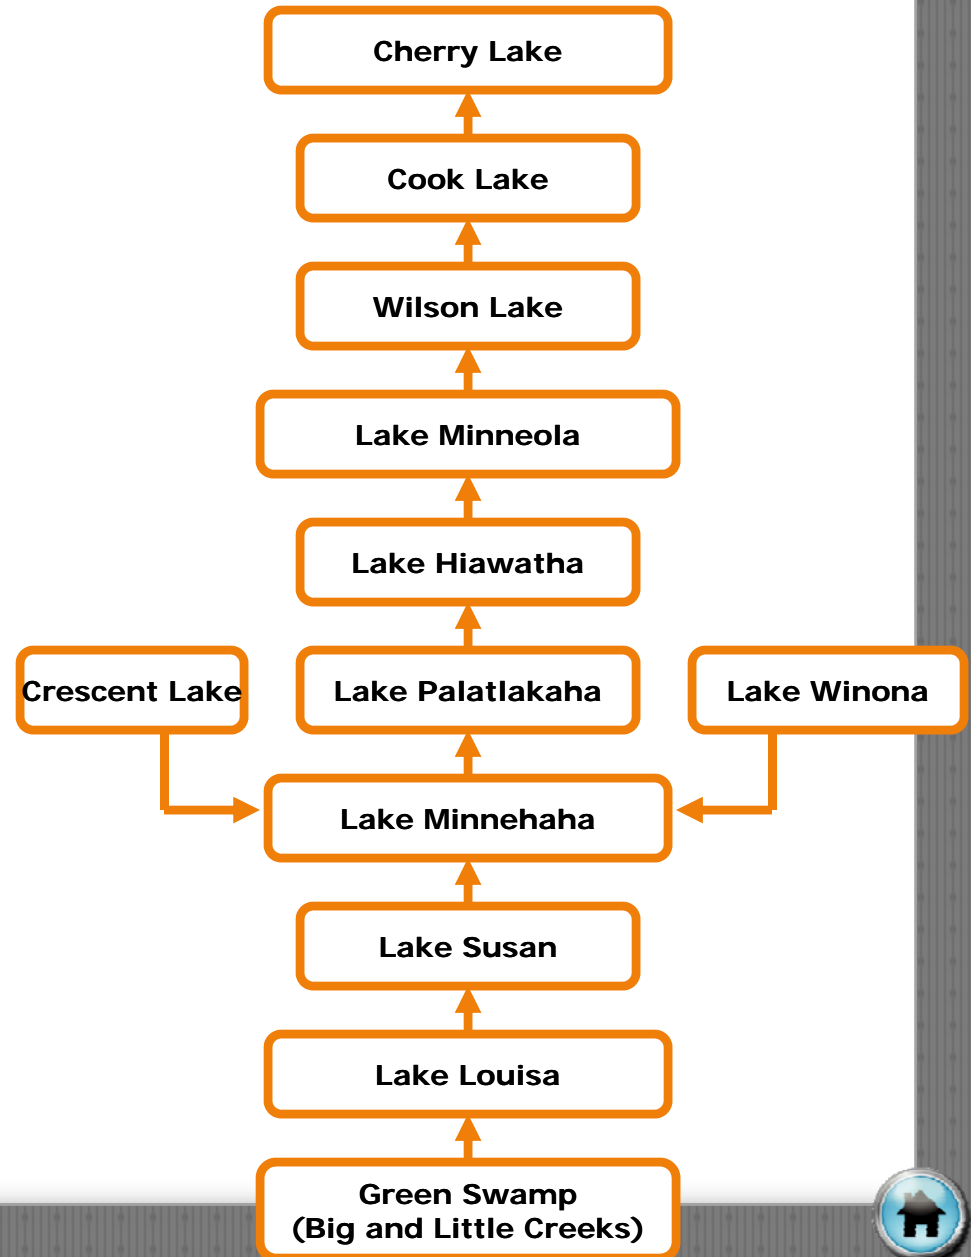 Cherry Lake
Cook Lake
Wilson Lake
Lake Minneola
Lake Hiawatha
Crescent Lake
Lake Palatlakaha
Lake Winona
Lake Minnehaha
Lake Susan
Lake Louisa
Green Swamp
(Big and Little Creeks)